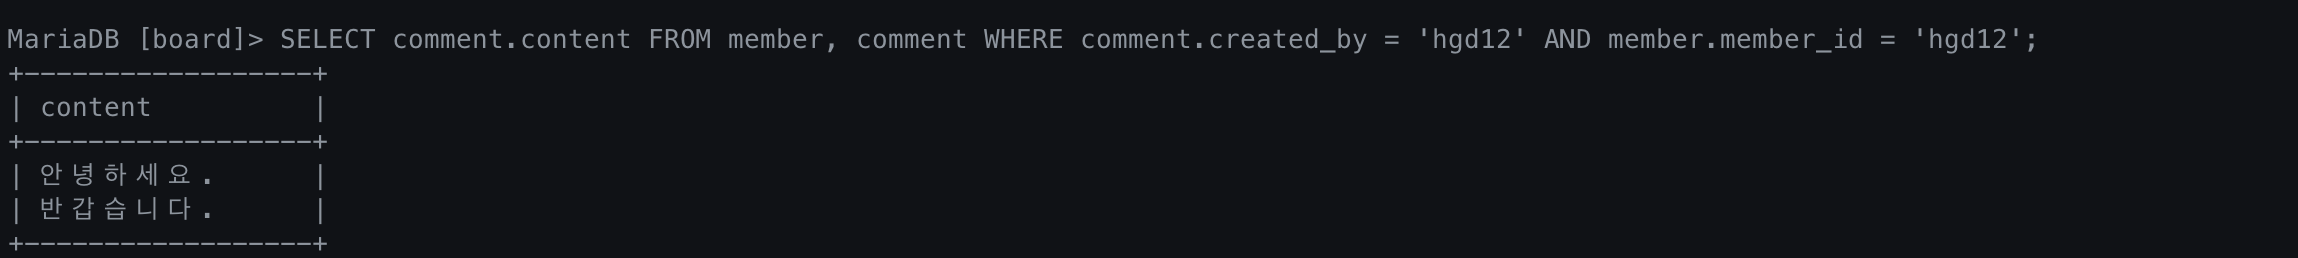 MariaDB [board]> SELECT comment.content FROM member, comment WHERE comment.created_by = 'hgd12' AND member.member_id = 'hgd12';
+------------------+
| content          |
+------------------+
| 안녕하세요.      |
| 반갑습니다.      |
+------------------+